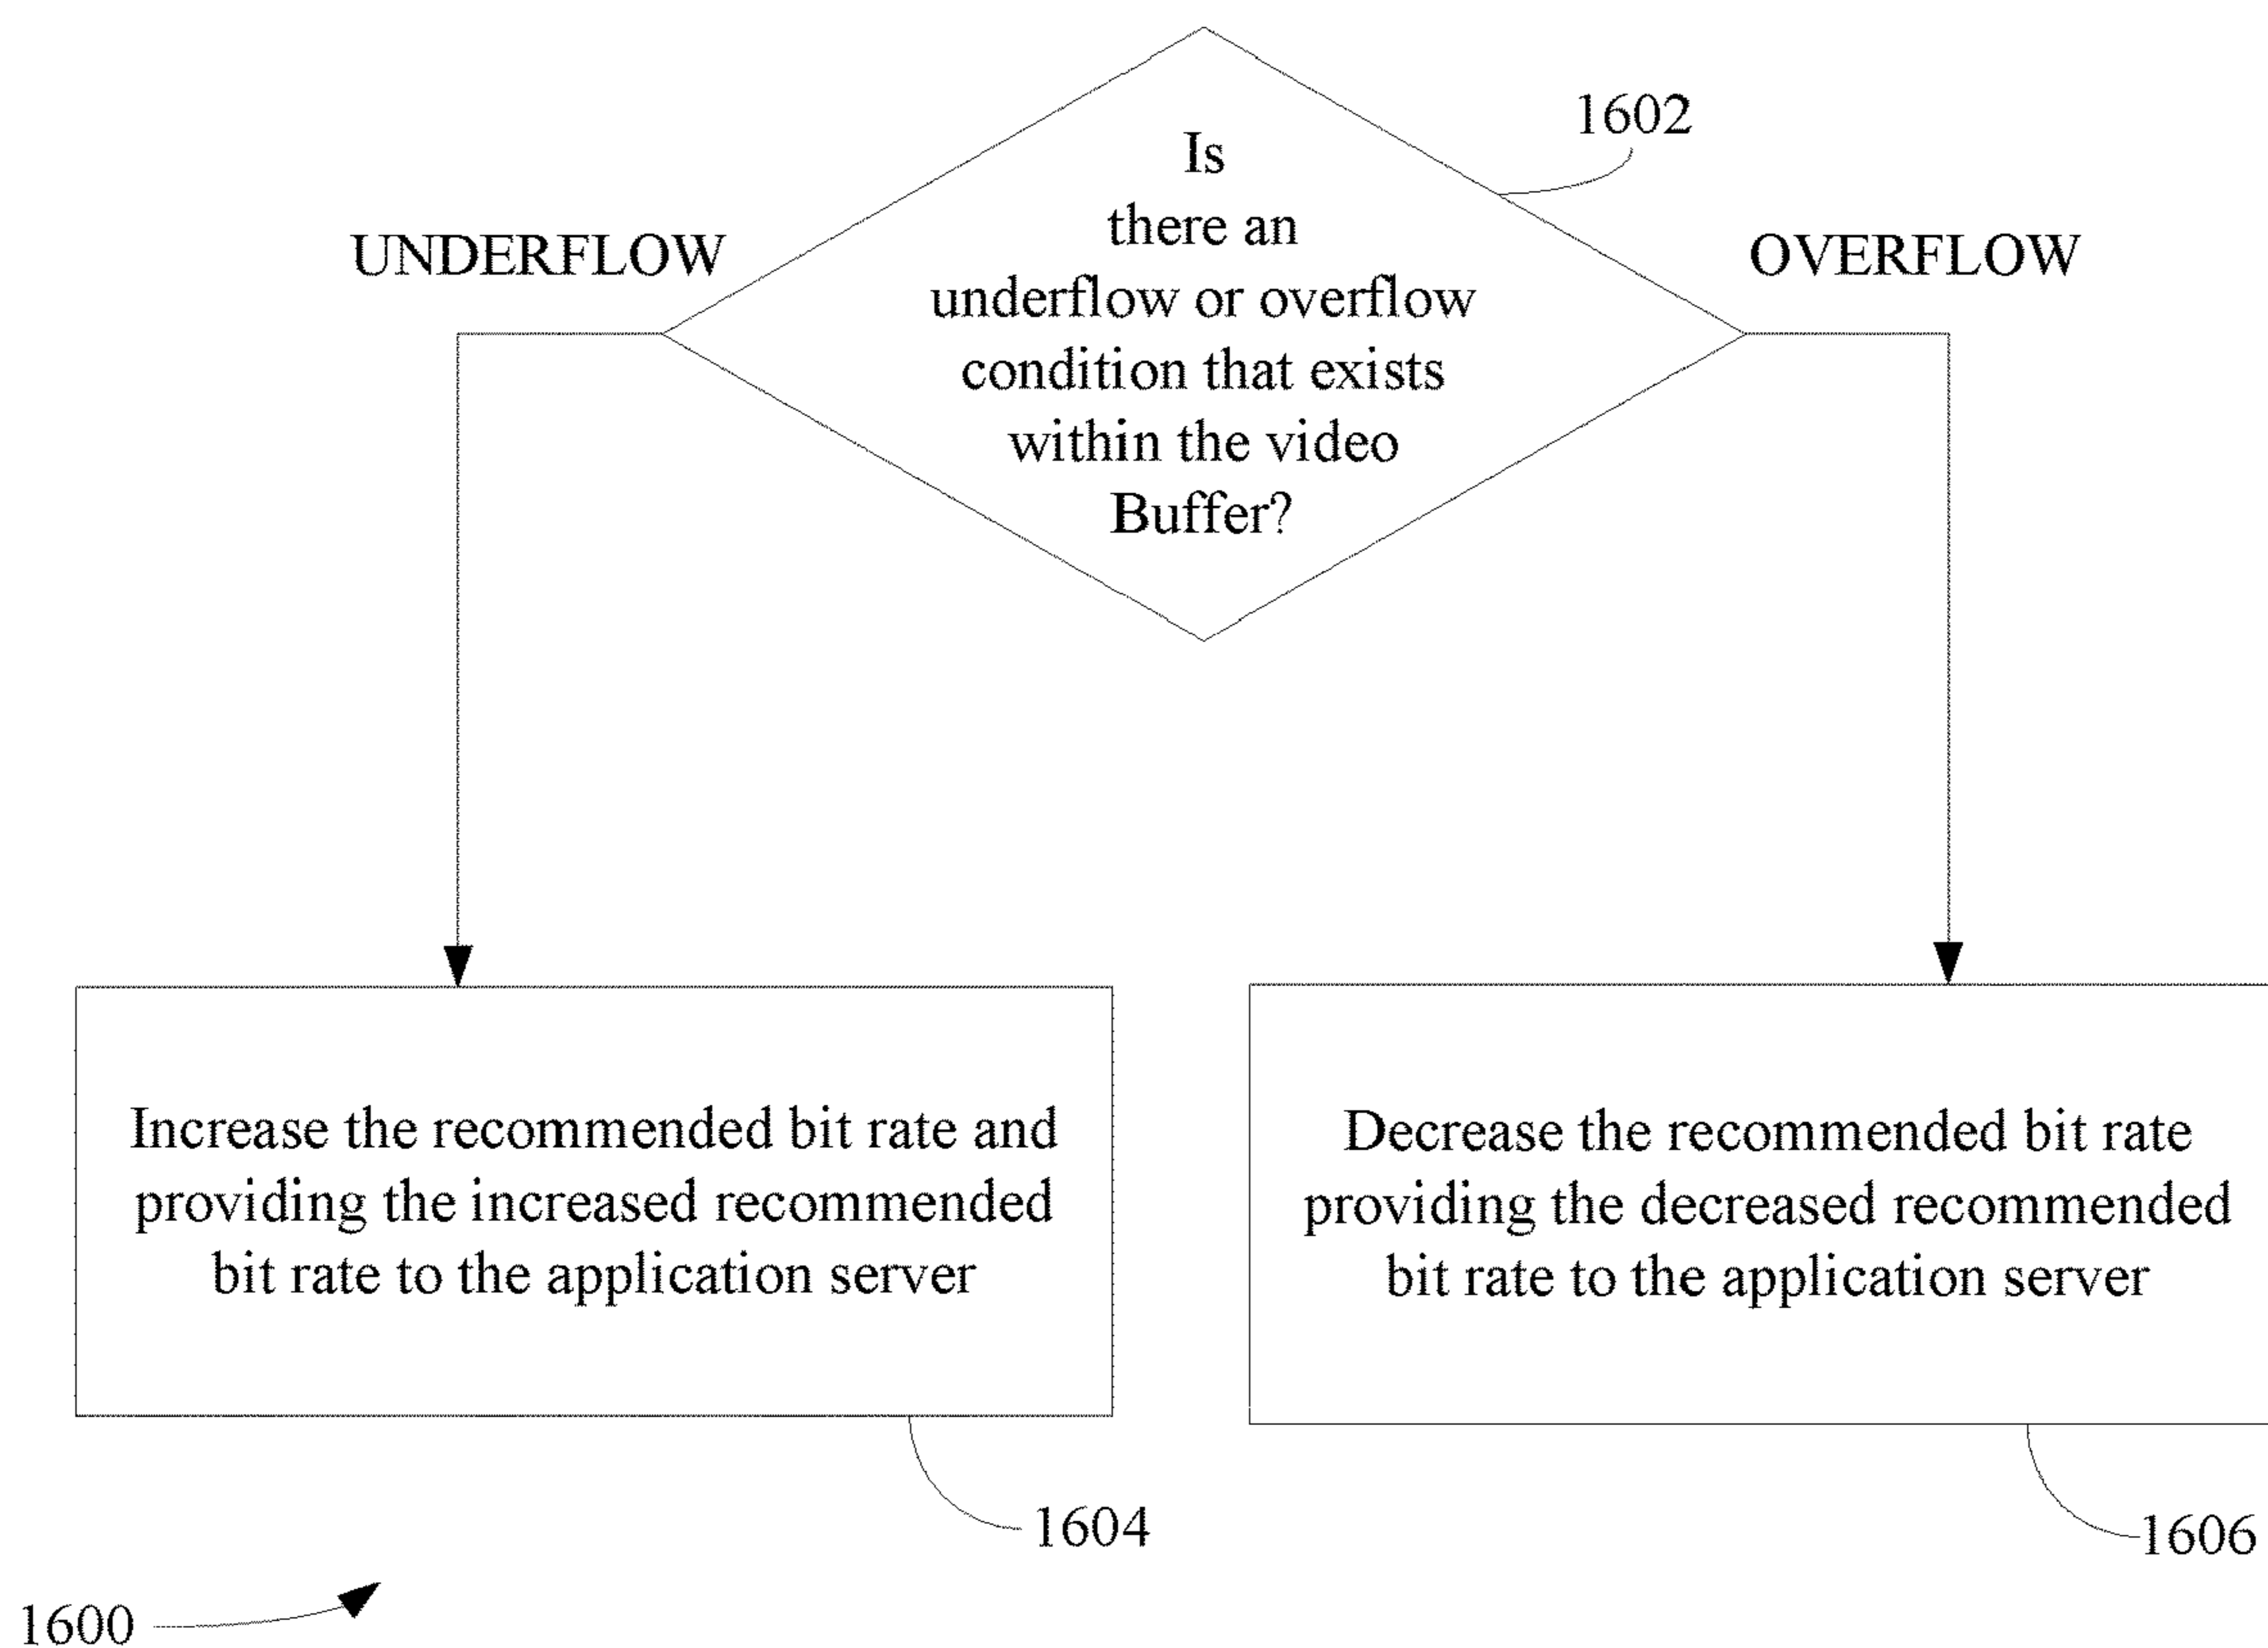 Is
there an
underflow or overflow
condition that exists
within the video
Buffer?
1602
UNDERFLOW
OVERFLOW
Increase the recommended bit rate and
providing the increased recommended
bit rate to the application server
1604
Decrease the recommended bit rate
providing the decreased recommended
bit rate to the application server
1606
1600